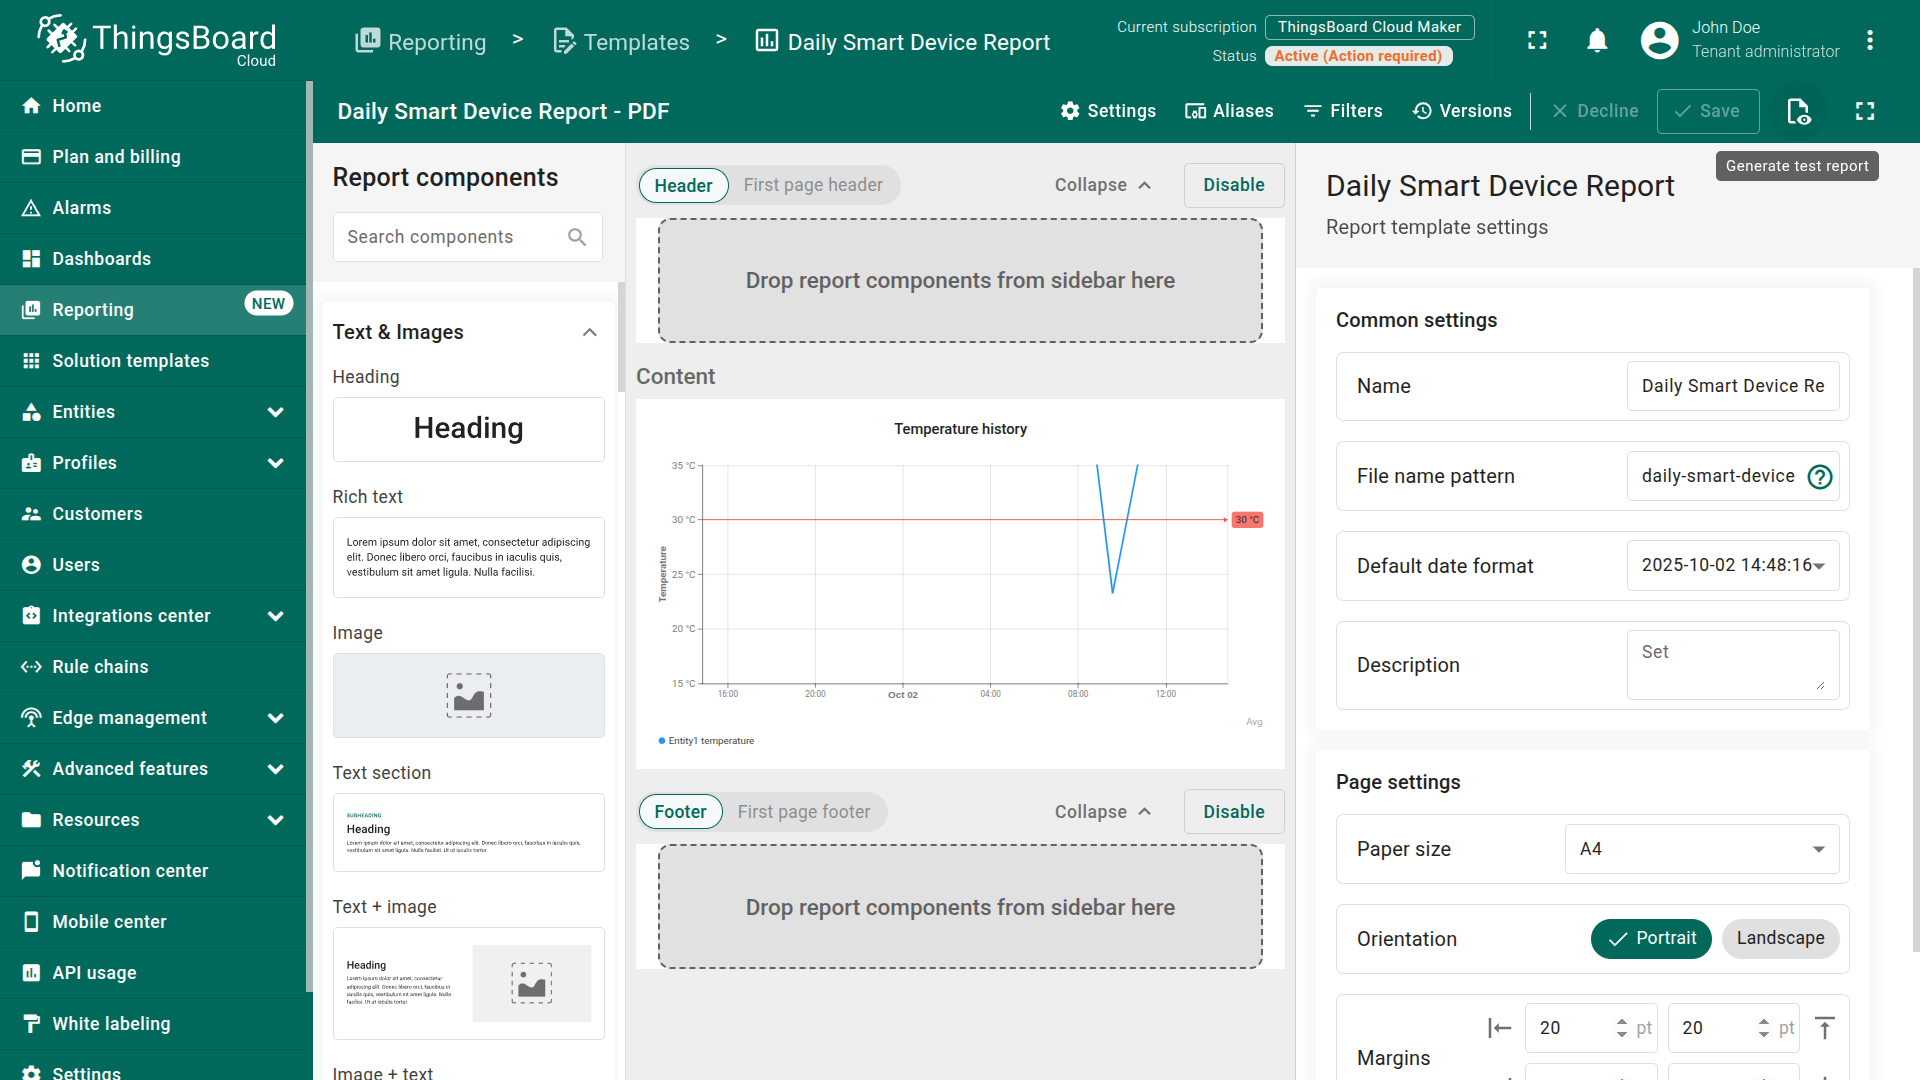 ThingsBoard
Cloud
Reporting > Templates > Daily Smart Device Report
Current subscription ThingsBoard Cloud Maker
Status Active (Action required)
John Doe
Tenant administrator
Home
Plan and billing
Alarms
Dashboards
Reporting NEW
Solution templates
Entities
Profiles
Customers
Users
Integrations center
Rule chains
Edge management
Advanced features
Resources
Notification center
Mobile center
API usage
White labeling
Settings
Daily Smart Device Report - PDF
Settings
Aliases
Filters
Versions
Decline
Save
Generate test report
Report components
Search components
Text & Images
Heading
Heading
Rich text
Lorem ipsum dolor sit amet, consectetur adipiscing
elit. Donec libero orci, faucibus in iaculis quis,
vestibulum sit amet ligula. Nulla facilisi.
Image
Text section
SUBHEADING
Heading
Lorem ipsum dolor sit amet, consectetur adipiscing elit. Donec libero orci, faucibus in iaculis quis,
vestibulum sit amet ligula. Nulla facilisi. Ut ut iaculis tortor.
Text + image
Heading
Lorem ipsum dolor sit amet, consectetur
adipiscing elit. Donec libero orci, faucibus in
iaculis quis, vestibulum sit amet ligula. Nulla
facilisi. Ut ut iaculis tortor.
Image + text
Header First page header
Collapse
Disable
Drop report components from sidebar here
Content
Temperature history
Temperature
35 °C
30 °C
25 °C
20 °C
15 °C
30 °C
16:00 20:00 Oct 02 04:00 08:00 12:00
Avg
Entity1 temperature
Footer First page footer
Collapse
Disable
Drop report components from sidebar here
Daily Smart Device Report
Report template settings
Common settings
Name Daily Smart Device Re
File name pattern daily-smart-device
Default date format 2025-10-02 14:48:16
Description Set
Page settings
Paper size A4
Orientation Portrait Landscape
Margins
20 pt 20 pt